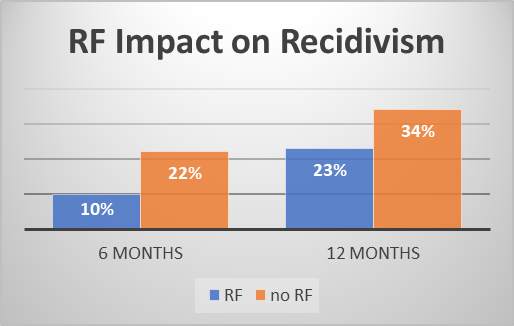 RF Impact on Recidivism
10%
22%
23%
34%
6 MONTHS
12 MONTHS
RF
no RF